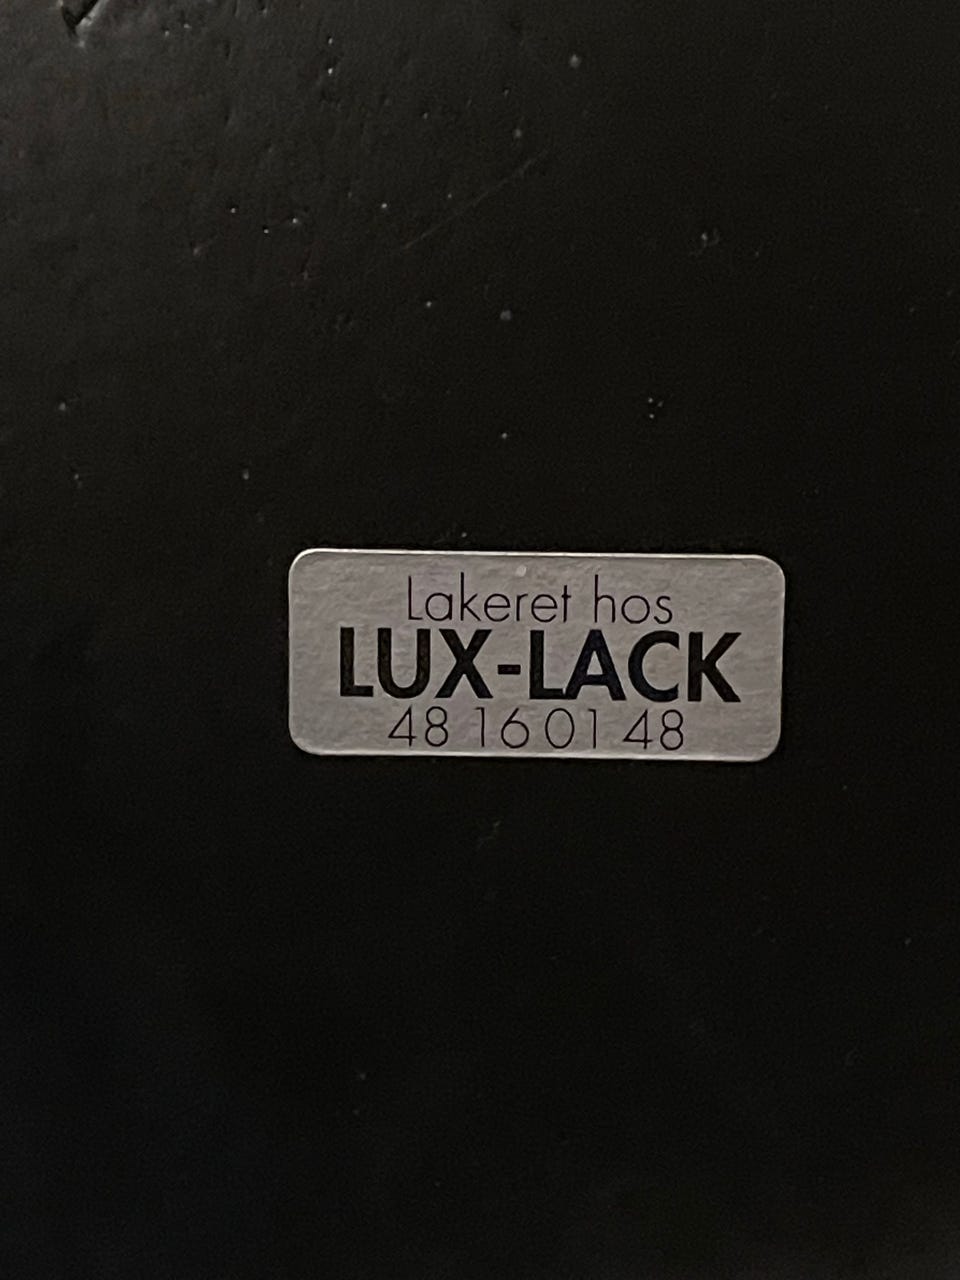 Lakeret hos
LUX-LACK
48 16 01 48